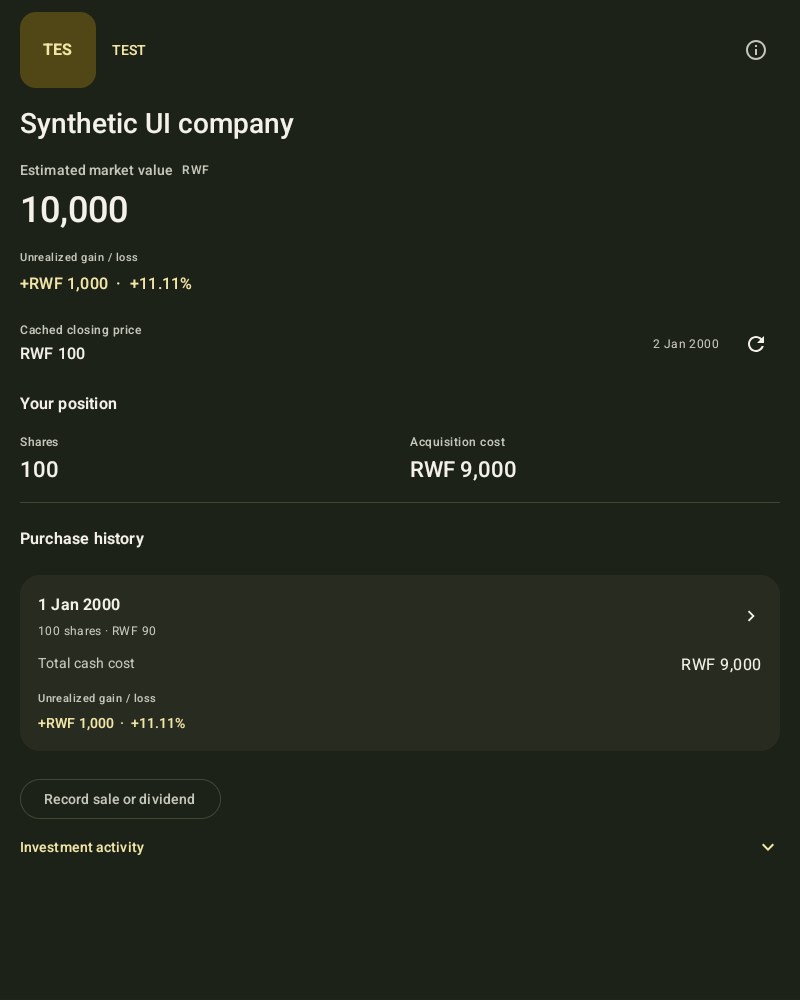 TES
TEST
Synthetic UI company
Estimated market value RWF
10,000
Unrealized gain / loss
+RWF 1,000 · +11.11%
Cached closing price
RWF 100
2 Jan 2000
Your position
Shares
100
Acquisition cost
RWF 9,000
Purchase history
1 Jan 2000
100 shares · RWF 90
Total cash cost
RWF 9,000
Unrealized gain / loss
+RWF 1,000 · +11.11%
Record sale or dividend
Investment activity